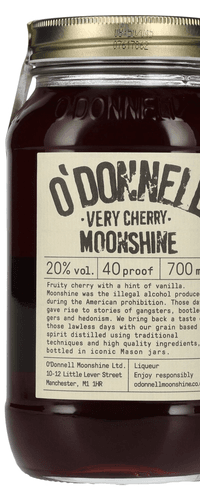 07617062
O'DONNELL
O'DONNELL
·VERY CHERRY·
MOONSHINE
20% vol. 40 proof 700 m
Fruity cherry with a hint of vanilla.
Moonshine was the illegal alcohol produce
during the American prohibition. Those da
gave rise to stories of gangsters, bootle
gers and hedonism. We bring back a taste
those lawless days with our grain based
spirit distilled using traditional
techniques and high quality ingredients,
bottled in iconic Mason jars.
O'Donnell Moonshine Ltd.
10-12 Little Lever Street
Manchester, M1 1HR
Liqueur
Enjoy responsibly
odonnellmoonshine.co.